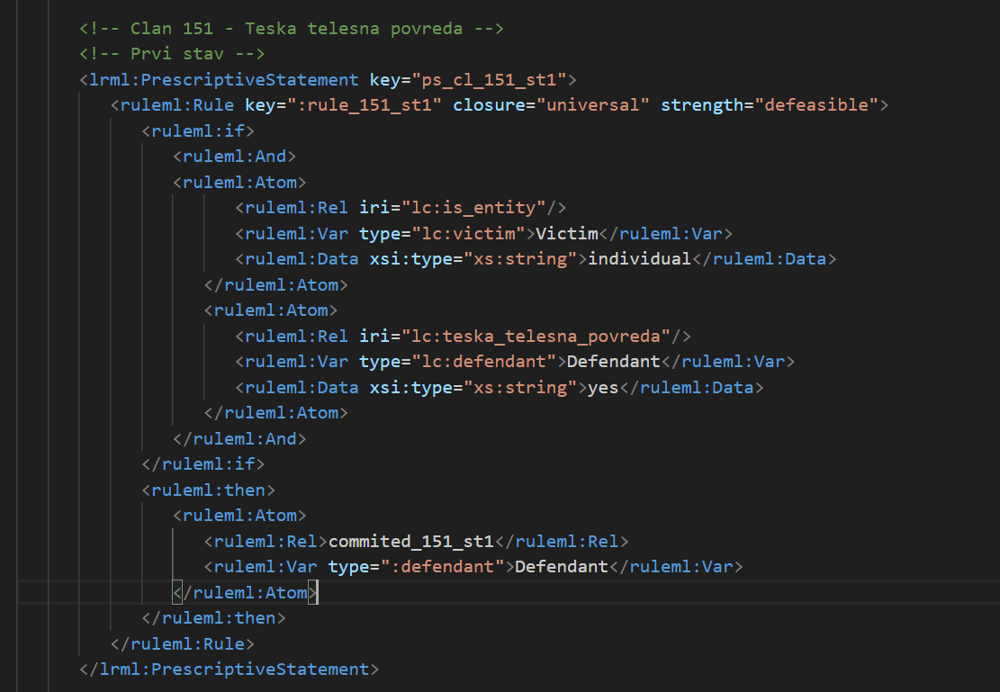 <!-- Clan 151 - Teska telesna povreda -->
<!-- Prvi stav -->
<lrml:PrescriptiveStatement key="ps_cl_151_st1">
<ruleml:Rule key=":rule_151_st1" closure="universal" strength="defeasible">
<ruleml:if>
<ruleml:And>
<ruleml:Atom>
<ruleml:Rel iri="lc:is_entity"/>
<ruleml:Var type="lc:victim">Victim</ruleml:Var>
<ruleml:Data xsi:type="xs:string">individual</ruleml:Data>
</ruleml:Atom>
<ruleml:Atom>
<ruleml:Rel iri="lc:teska_telesna_povreda"/>
<ruleml:Var type="lc:defendant">Defendant</ruleml:Var>
<ruleml:Data xsi:type="xs:string">yes</ruleml:Data>
</ruleml:Atom>
</ruleml:And>
</ruleml:if>
<ruleml:then>
<ruleml:Atom>
<ruleml:Rel>commited_151_st1</ruleml:Rel>
<ruleml:Var type=":defendant">Defendant</ruleml:Var>
</ruleml:Atom>
</ruleml:then>
</ruleml:Rule>
</lrml:PrescriptiveStatement>